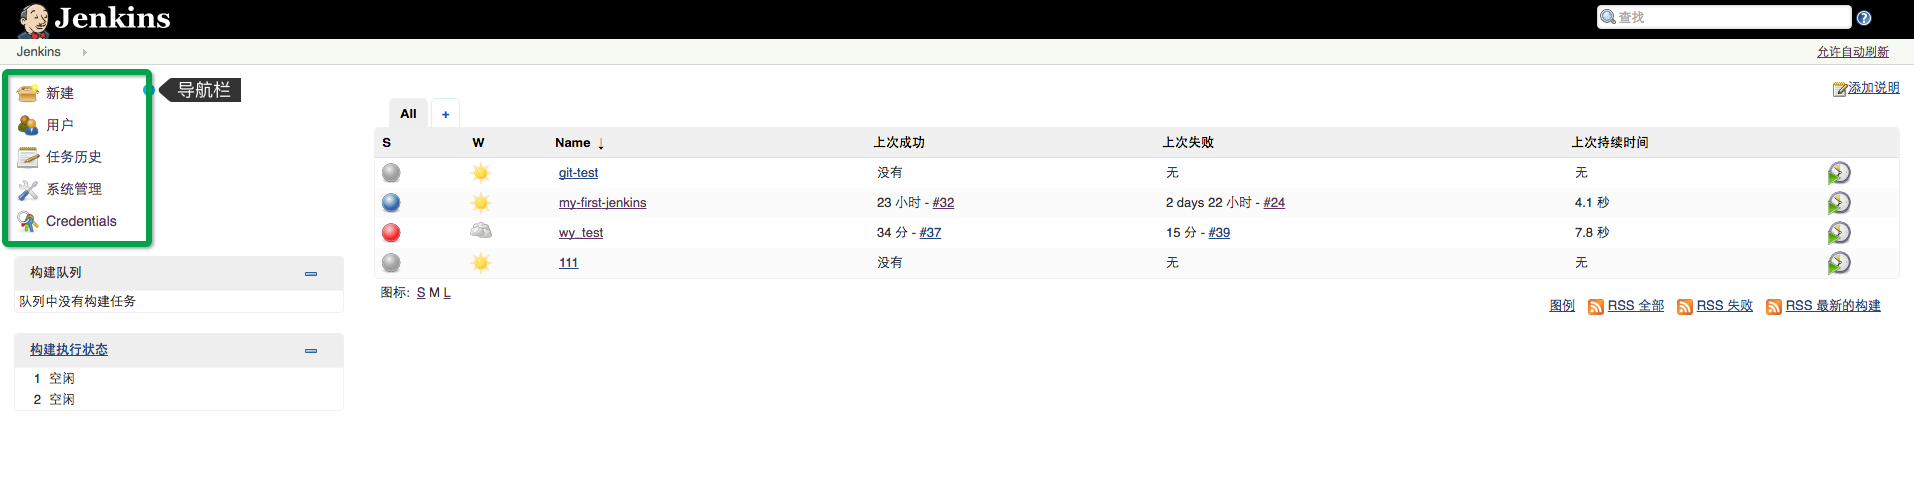 Jenkins
查找
Jenkins
允许自动刷新
新建
导航栏
用户
任务历史
系统管理
Credentials
构建队列
队列中没有构建任务
构建执行状态
1 空闲
2 空闲
添加说明
All +
S W Name ↓ 上次成功 上次失败 上次持续时间
git-test 没有 无 无
my-first-jenkins 23 小时 - #32 2 days 22 小时 - #24 4.1 秒
wy_test 34 分 - #37 15 分 - #39 7.8 秒
111 没有 无 无
图标: S M L
图例 RSS 全部 RSS 失败 RSS 最新的构建